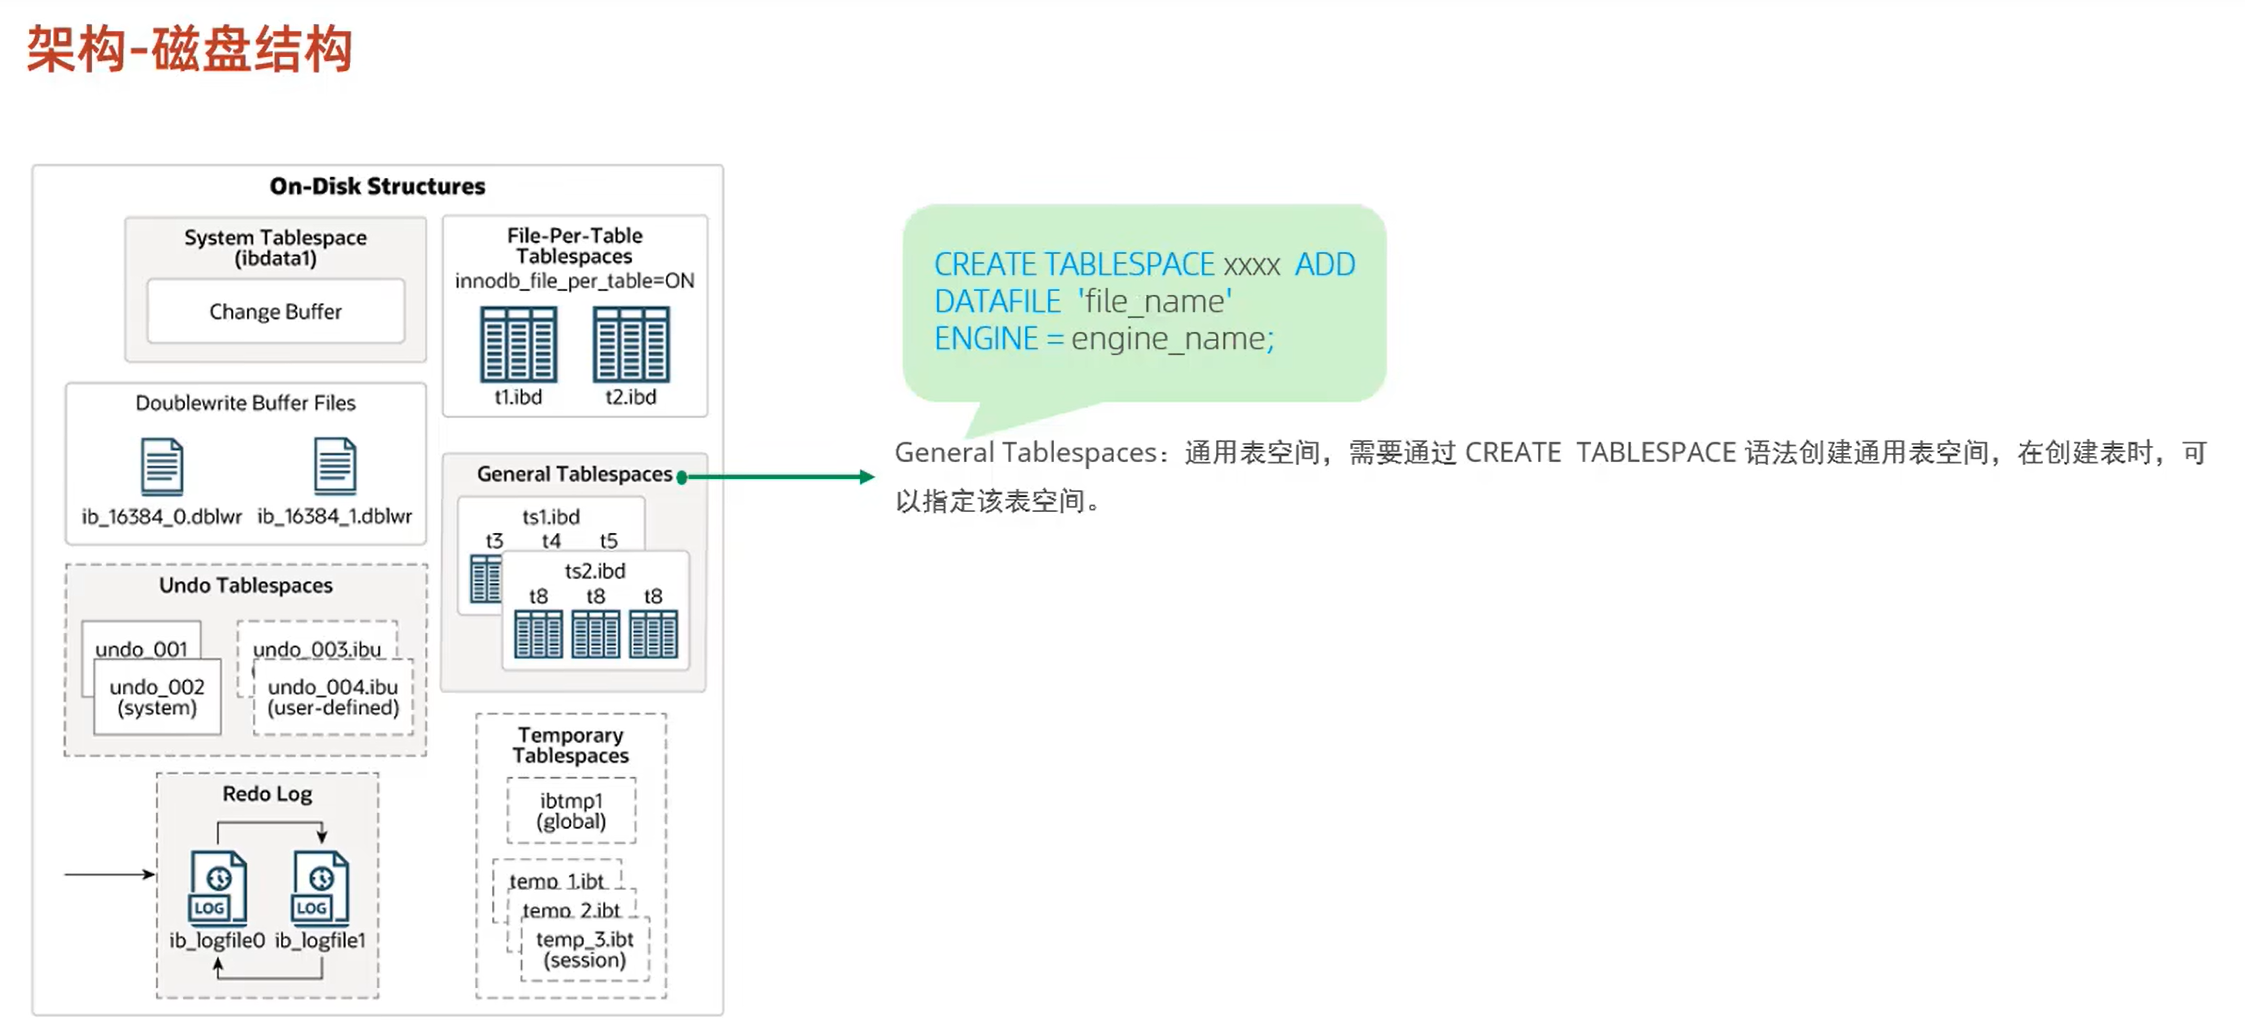 架构-磁盘结构
On-Disk Structures
System Tablespace
(ibdata1)
Change Buffer
File-Per-Table
Tablespaces
innodb_file_per_table=ON
t1.ibd
t2.ibd
Doublewrite Buffer Files
ib_16384_0.dblwr
ib_16384_1.dblwr
General Tablespaces
ts1.ibd
t3 t4 t5
ts2.ibd
t8 t8 t8
Undo Tablespaces
undo_001
undo_002
(system)
undo_003.ibu
undo_004.ibu
(user-defined)
Temporary
Tablespaces
ibtmp1
(global)
temp_1.ibt
temp_2.ibt
temp_3.ibt
(session)
Redo Log
LOG
LOG
ib_logfile0
ib_logfile1
CREATE TABLESPACE xxxx ADD
DATAFILE 'file_name'
ENGINE = engine_name;
General Tablespaces：通用表空间，需要通过 CREATE TABLESPACE 语法创建通用表空间，在创建表时，可
以指定该表空间。